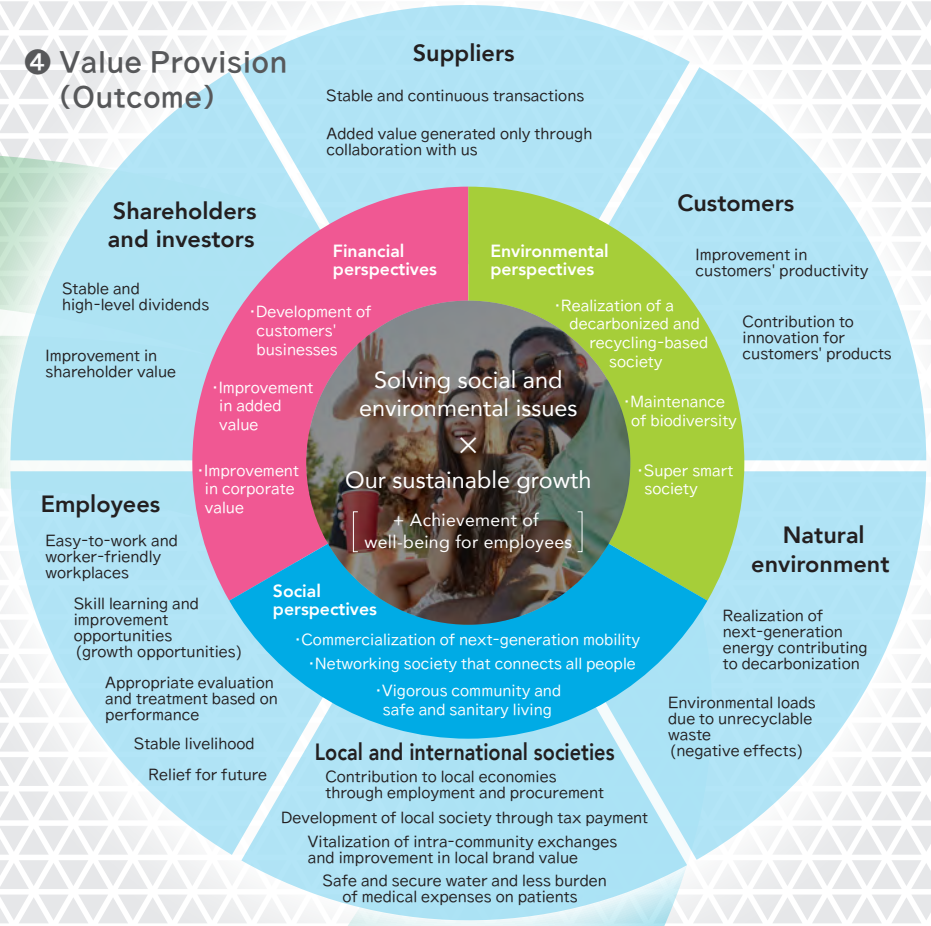 ❹ Value Provision
(Outcome)
Suppliers
Stable and continuous transactions
Added value generated only through
collaboration with us
Customers
Improvement in
customers' productivity
Contribution to
innovation for
customers' products
Natural
environment
Realization of
next-generation
energy contributing
to decarbonization
Environmental loads
due to unrecyclable
waste
(negative effects)
Local and international societies
Contribution to local economies
through employment and procurement
Development of local society through tax payment
Vitalization of intra-community exchanges
and improvement in local brand value
Safe and secure water and less burden
of medical expenses on patients
Employees
Easy-to-work and
worker-friendly
workplaces
Skill learning and
improvement
opportunities
(growth opportunities)
Appropriate evaluation
and treatment based on
performance
Stable livelihood
Relief for future
Shareholders
and investors
Stable and
high-level dividends
Improvement in
shareholder value
Financial
perspectives
·Development of
customers'
businesses
·Improvement
in added
value
·Improvement
in corporate
value
Environmental
perspectives
·Realization of a
decarbonized and
recycling-based
society
·Maintenance
of biodiversity
·Super smart
society
Social
perspectives
·Commercialization of next-generation mobility
·Networking society that connects all people
·Vigorous community and
safe and sanitary living
Solving social and
environmental issues
×
Our sustainable growth
[ + Achievement of
well-being for employees ]